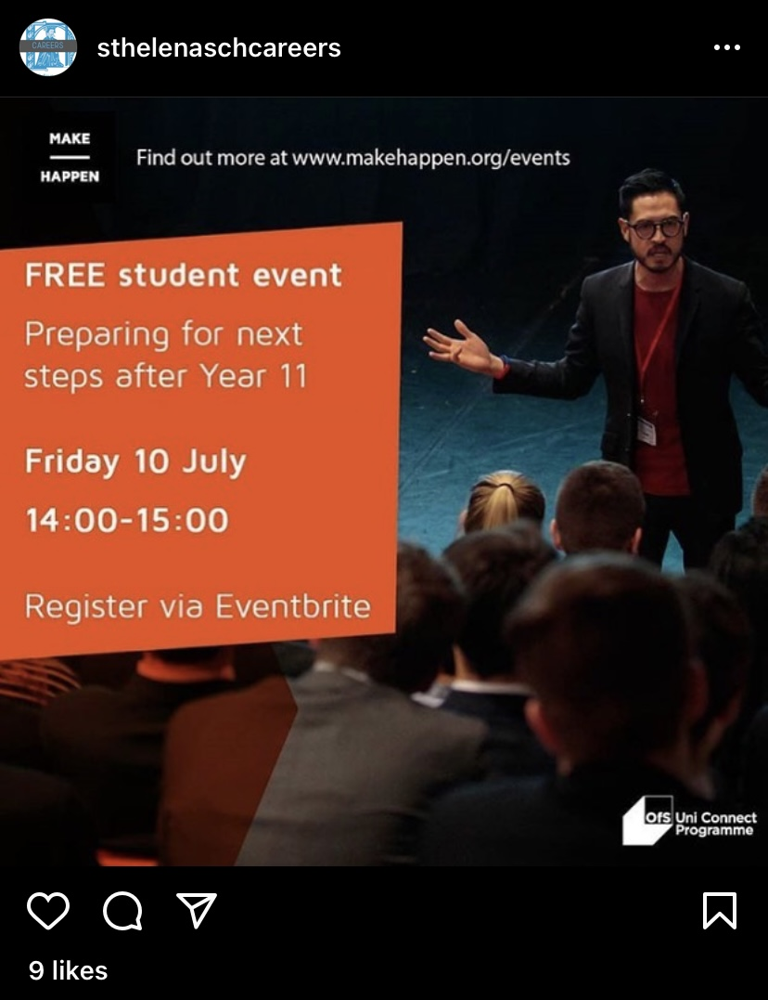 CAREERS
sthelenaschcareers
MAKE
HAPPEN
Find out more at www.makehappen.org/events
FREE student event
Preparing for next
steps after Year 11
Friday 10 July
14:00-15:00
Register via Eventbrite
OfS Uni Connect
Programme
9 likes